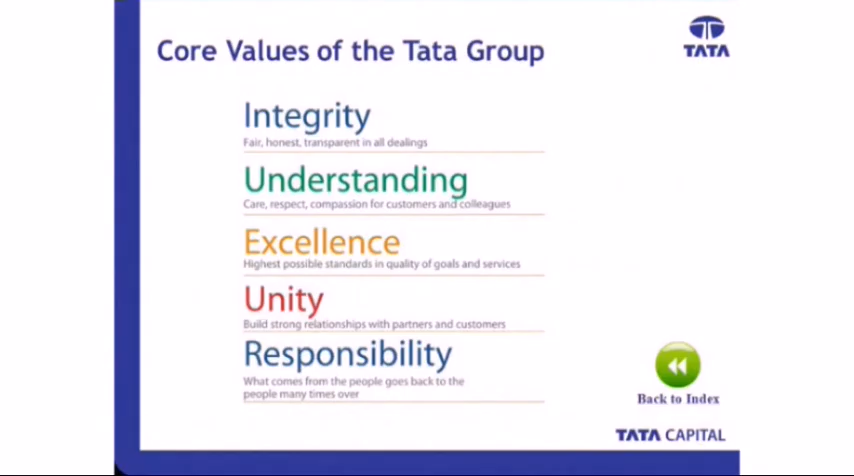 Core Values of the Tata Group
TATA
Integrity
Fair, honest, transparent in all dealings
Understanding
Care, respect, compassion for customers and colleagues
Excellence
Highest possible standards in quality of goals and services
Unity
Build strong relationships with partners and customers
Responsibility
What comes from the people goes back to the
people many times over
Back to Index
TATA CAPITAL